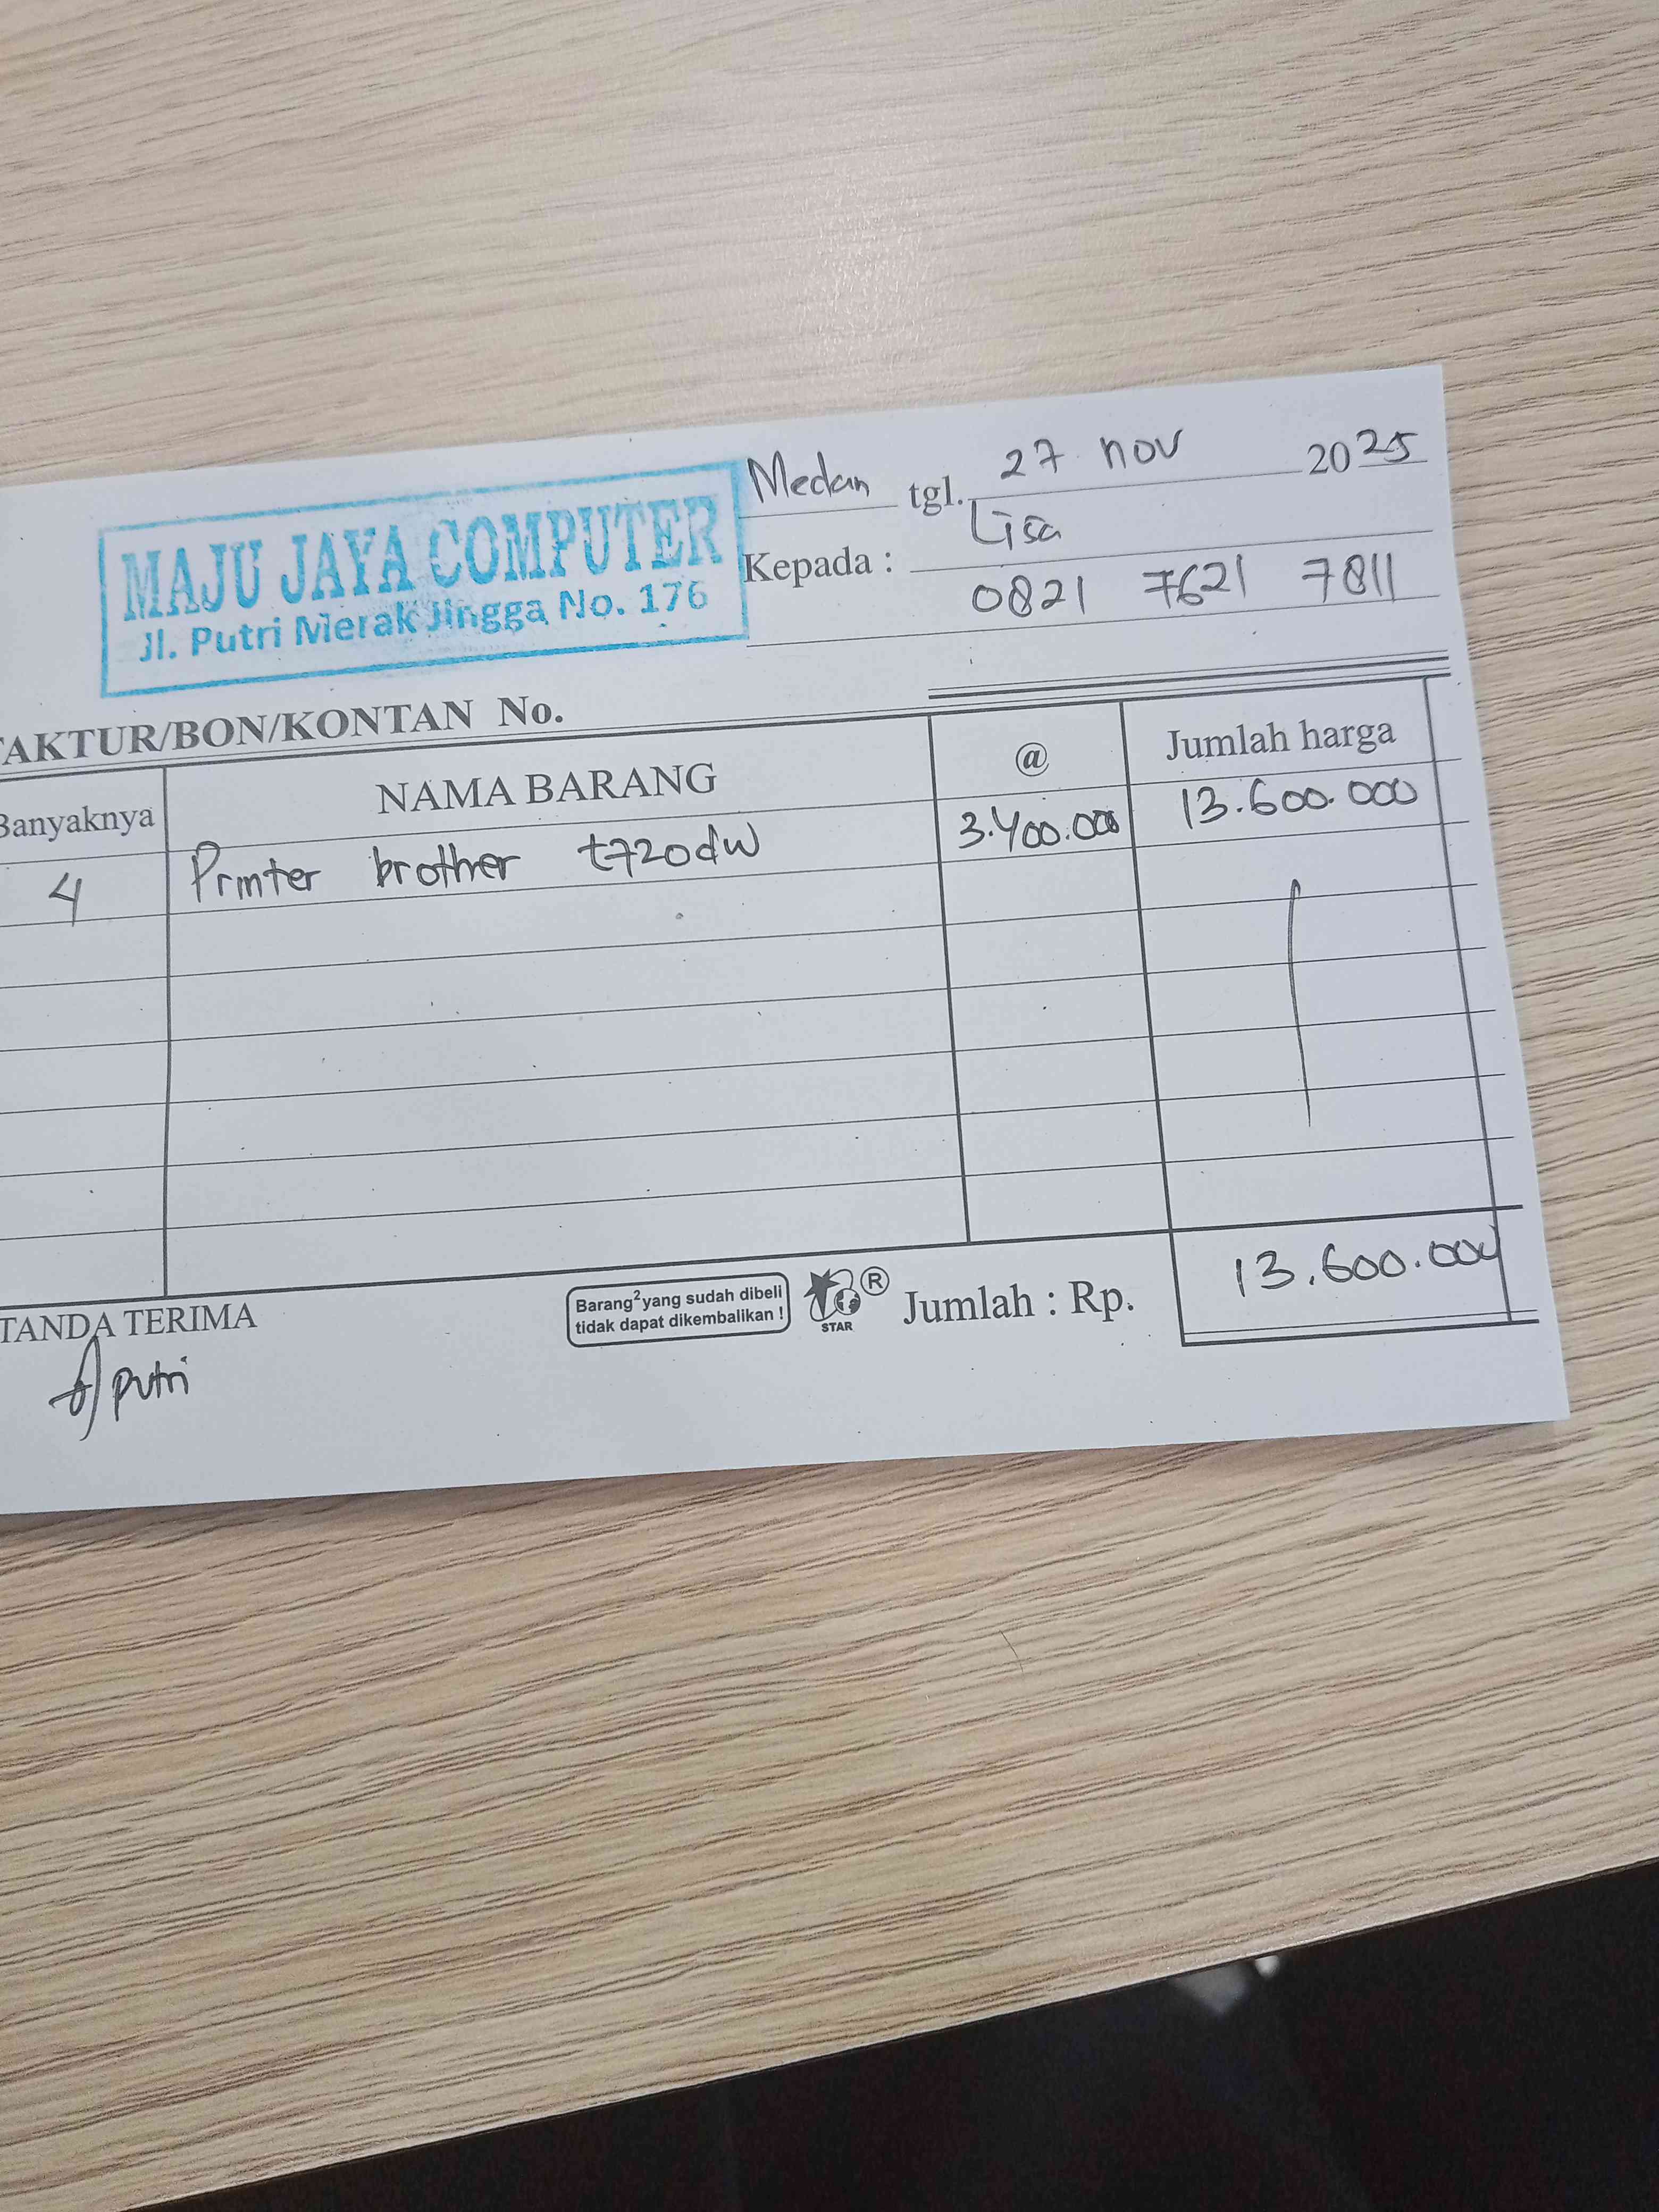 MAJU JAYA COMPUTER
Jl. Putri Merak Jingga No. 176
Medan tgl. 27 nov 2025
Kepada : Lisa
0821 7621 7811
FAKTUR/BON/KONTAN No.
Banyaknya NAMA BARANG @ Jumlah harga
4 Printer brother t720dw 3.400.000 13.600.000
TANDA TERIMA
Barang² yang sudah dibeli
tidak dapat dikembalikan !
STAR ®
Jumlah : Rp. 13.600.000
putri